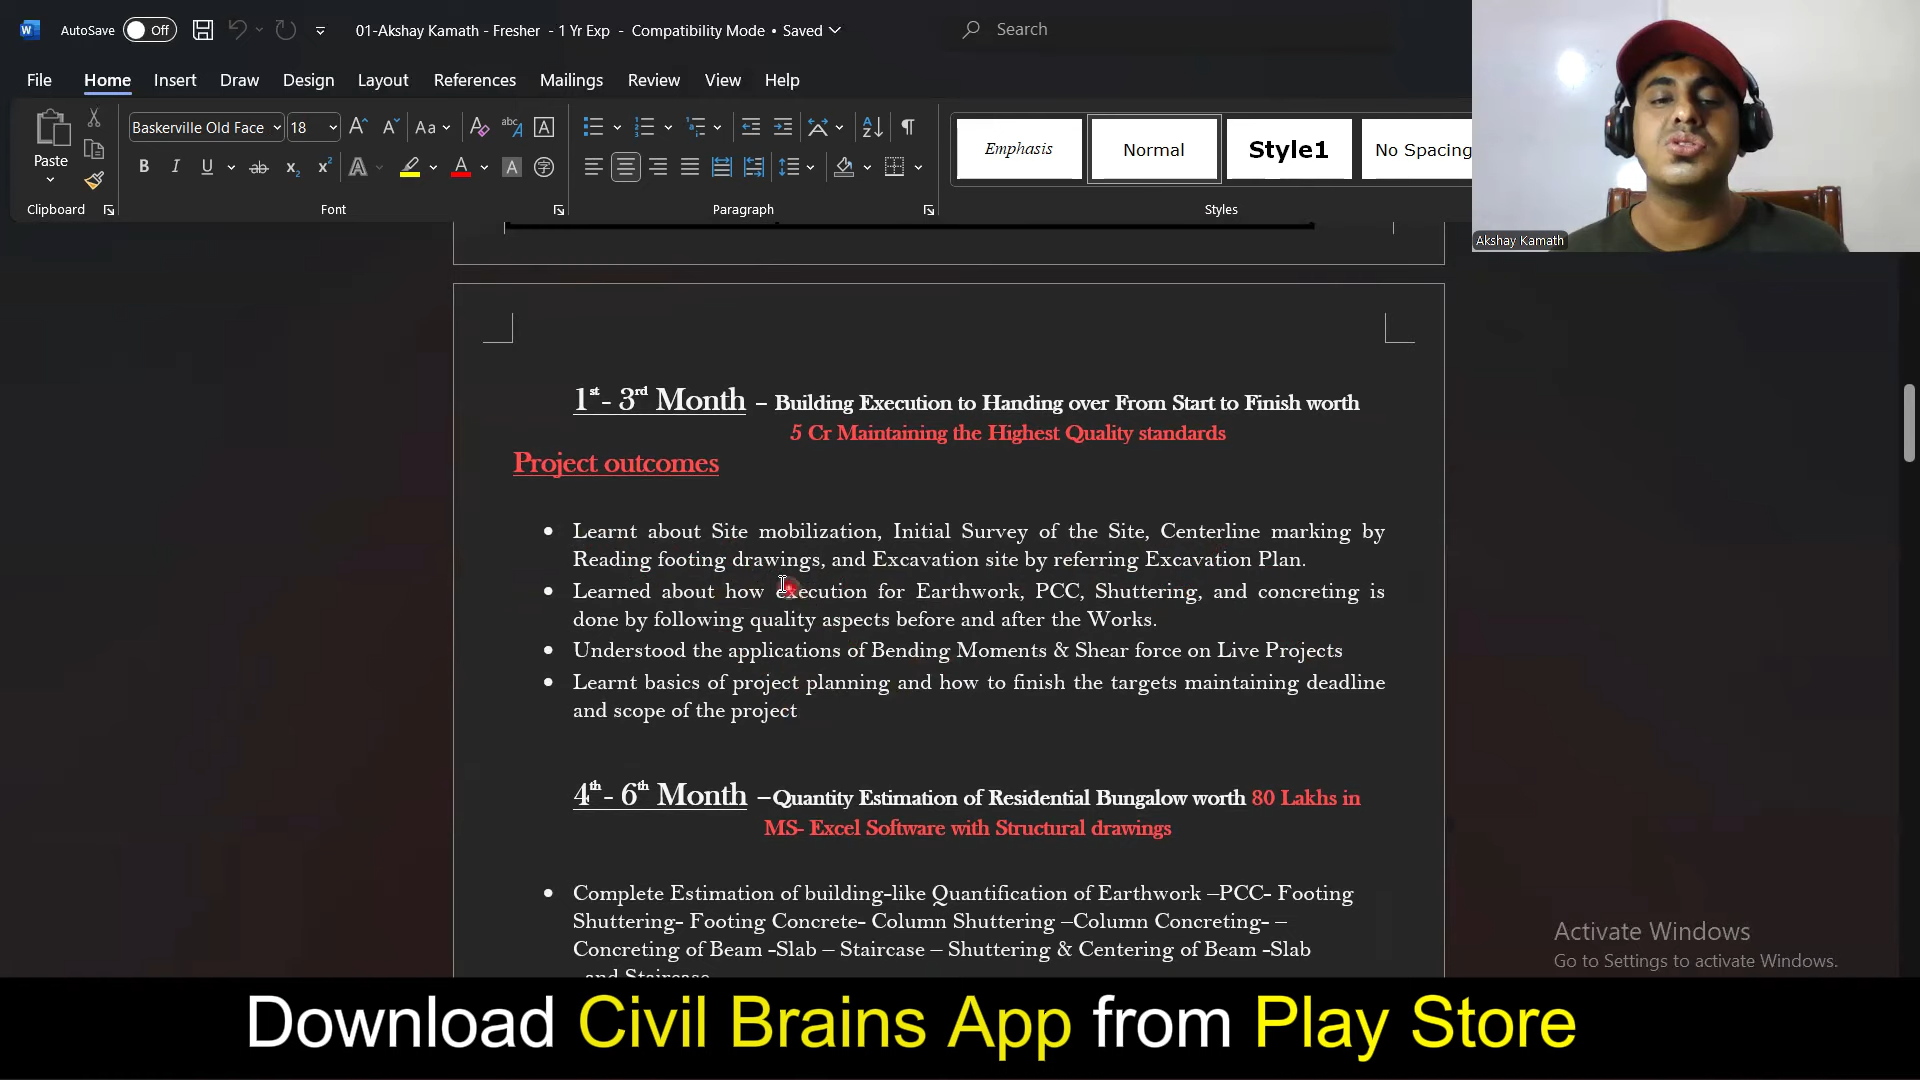 AutoSave Off 01-Akshay Kamath - Fresher - 1 Yr Exp - Compatibility Mode • Saved Search
File Home Insert Draw Design Layout References Mailings Review View Help
Paste Baskerville Old Face 18 Aa Emphasis Normal Style1 No Spacing
Clipboard Font Paragraph Styles
Akshay Kamath
1st- 3rd Month – Building Execution to Handing over From Start to Finish worth
5 Cr Maintaining the Highest Quality standards
Project outcomes
• Learnt about Site mobilization, Initial Survey of the Site, Centerline marking by
Reading footing drawings, and Excavation site by referring Excavation Plan.
• Learned about how execution for Earthwork, PCC, Shuttering, and concreting is
done by following quality aspects before and after the Works.
• Understood the applications of Bending Moments & Shear force on Live Projects
• Learnt basics of project planning and how to finish the targets maintaining deadline
and scope of the project
4th- 6th Month –Quantity Estimation of Residential Bungalow worth 80 Lakhs in
MS- Excel Software with Structural drawings
• Complete Estimation of building-like Quantification of Earthwork –PCC- Footing
Shuttering- Footing Concrete- Column Shuttering –Column Concreting- –
Concreting of Beam -Slab – Staircase – Shuttering & Centering of Beam -Slab
and Staircase
Activate Windows
Go to Settings to activate Windows.
Download Civil Brains App from Play Store